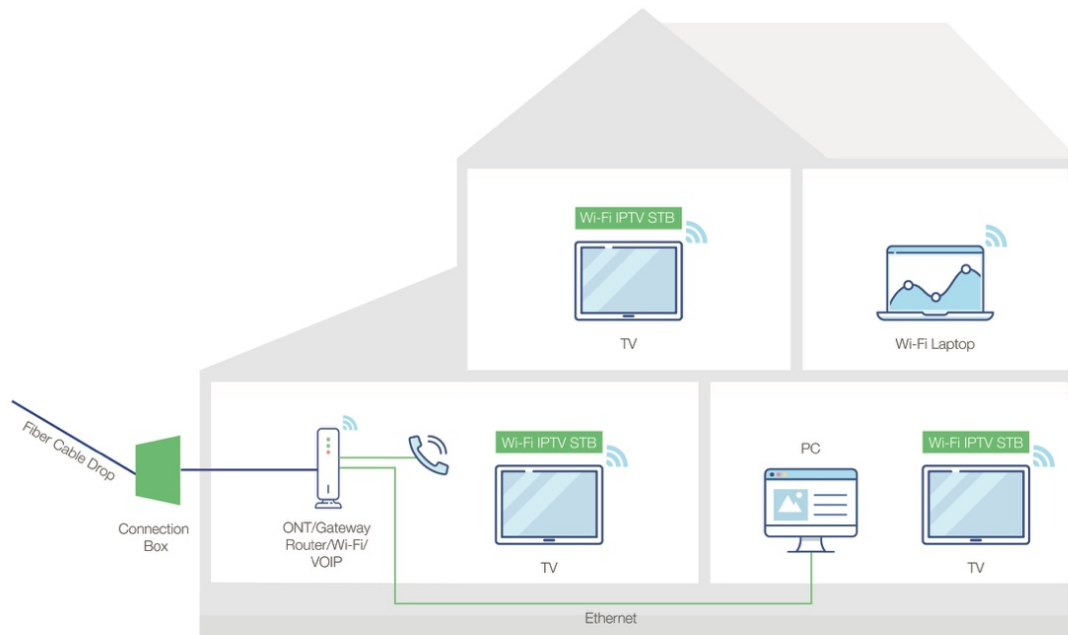 Wi-Fi IPTV STB
TV
Wi-Fi Laptop
Fiber Cable Drop
Connection
Box
ONT/Gateway
Router/Wi-Fi/
VOIP
Wi-Fi IPTV STB
TV
PC
Wi-Fi IPTV STB
TV
Ethernet